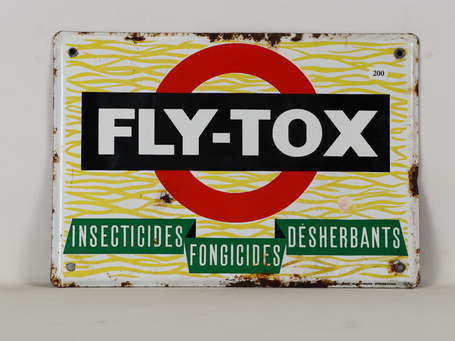 200
FLY-TOX
INSECTICIDES FONGICIDES DÉSHERBANTS